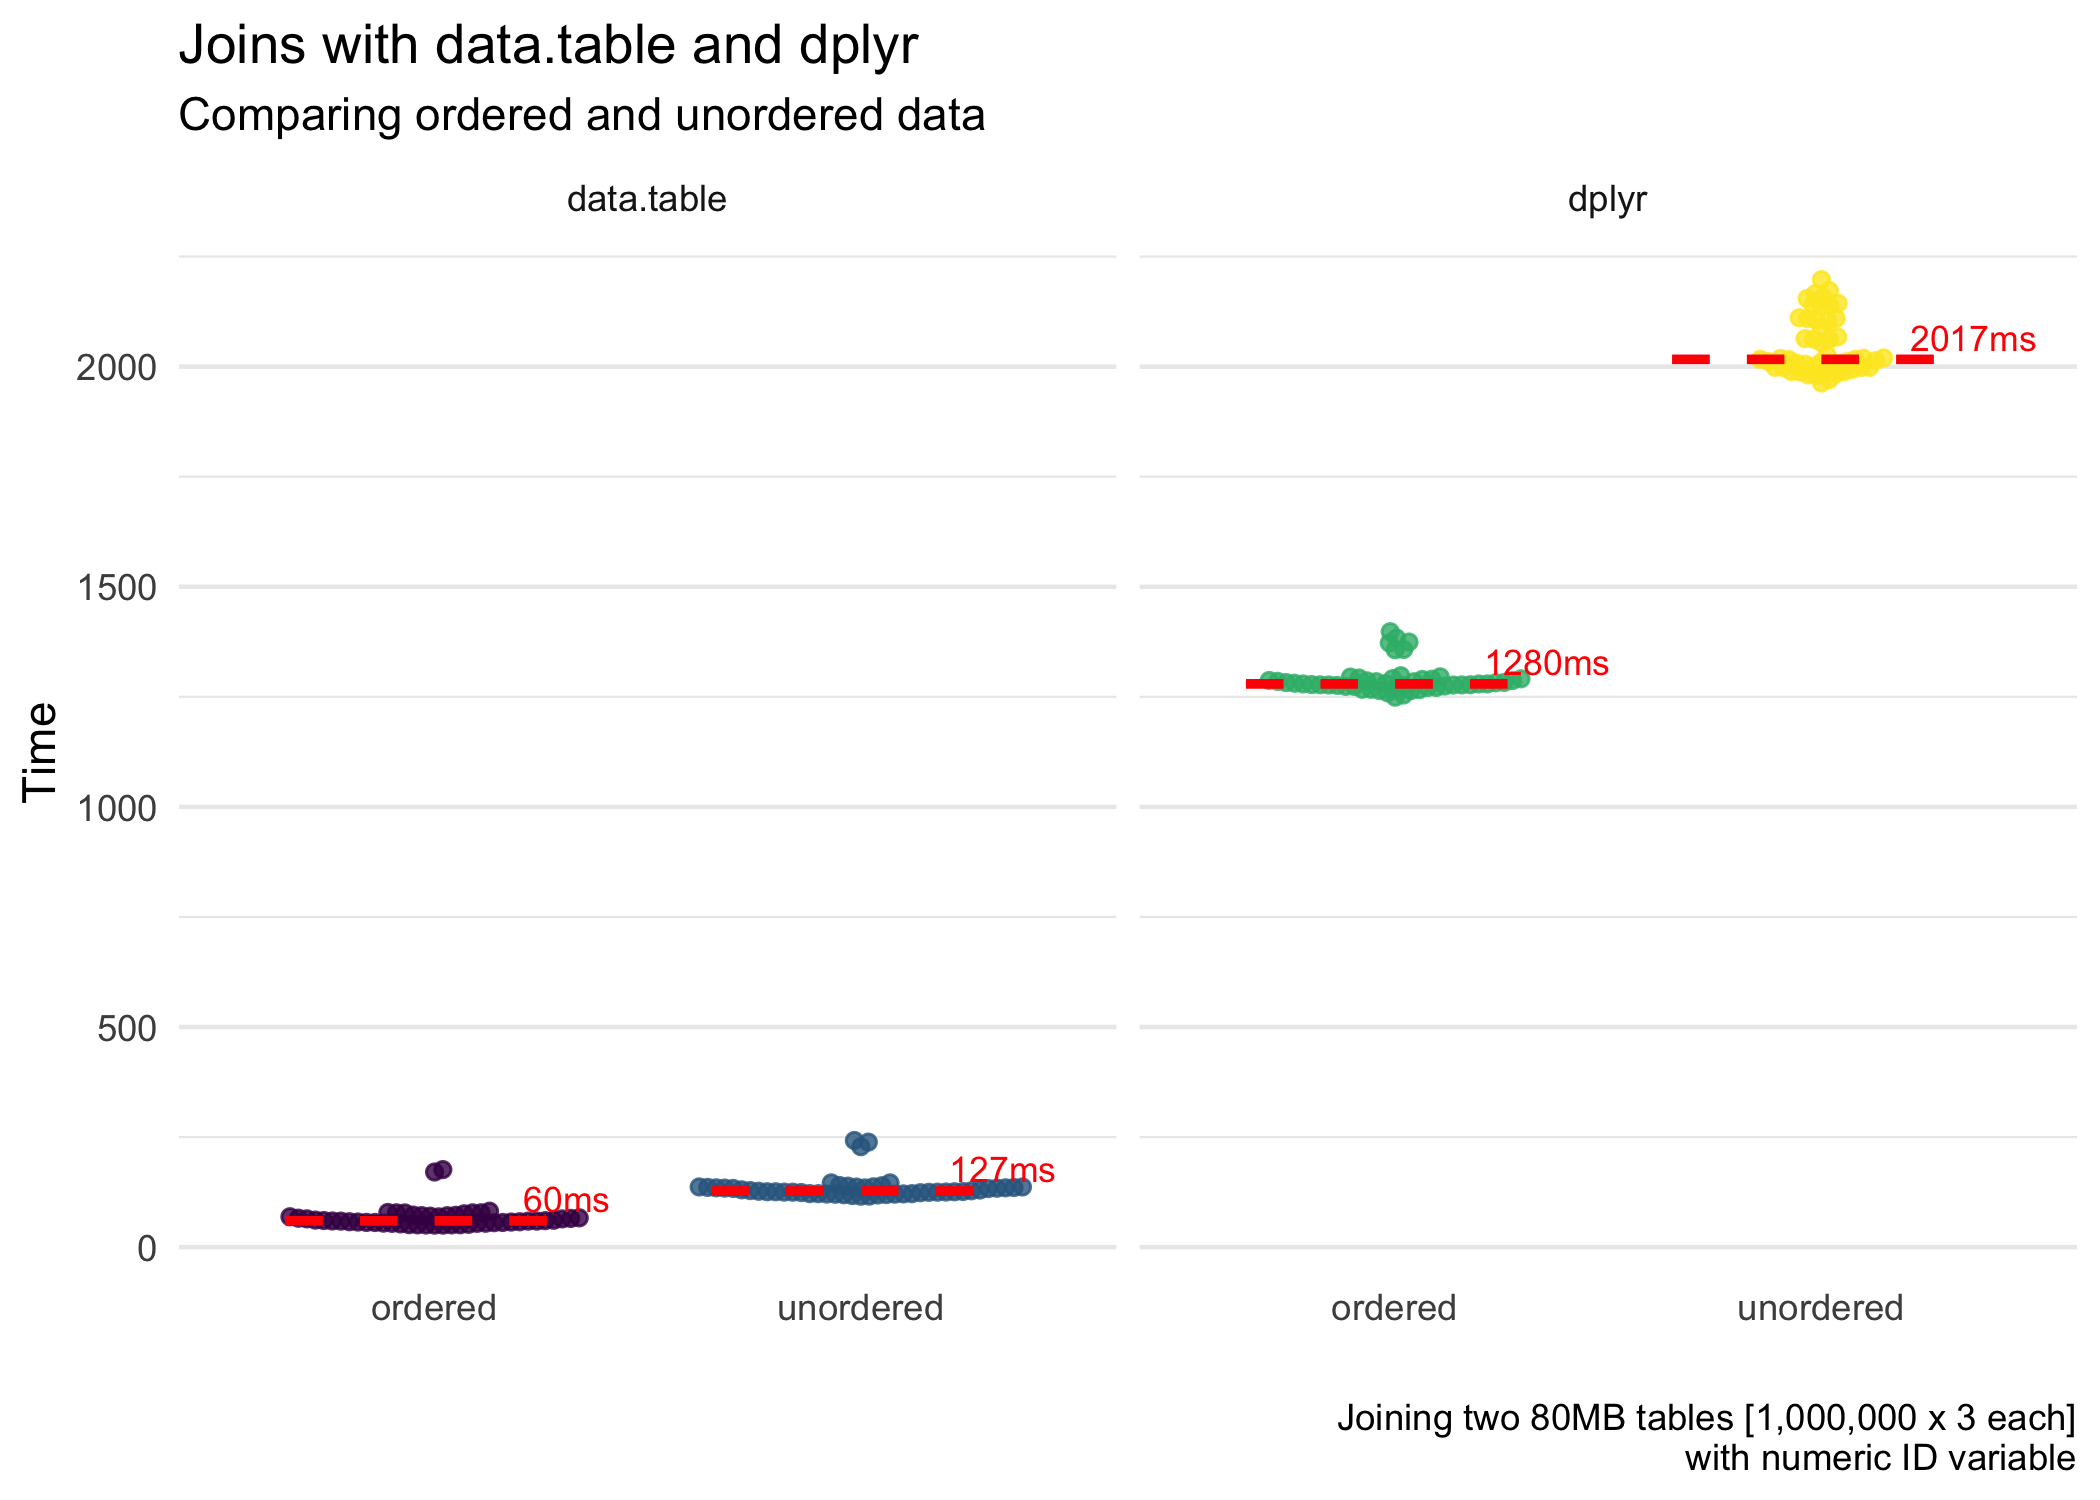 Joins with data.table and dplyr
Comparing ordered and unordered data
data.table
dplyr
Time
2000
1500
1000
500
0
2017ms
1280ms
127ms
60ms
ordered
unordered
ordered
unordered
Joining two 80MB tables [1,000,000 x 3 each]
with numeric ID variable